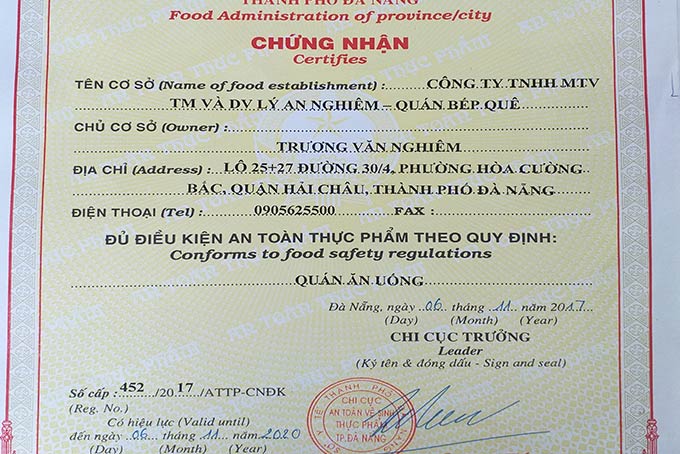 THÀNH PHỐ ĐÀ NẴNG
Food Administration of province/city
CHỨNG NHẬN
Certifies
TÊN CƠ SỞ (Name of food establishment) : CÔNG TY TNHH MTV
TM VÀ DV LÝ AN NGHIÊM – QUÁN BẾP QUÊ
CHỦ CƠ SỞ (Owner) :
TRƯƠNG VĂN NGHIÊM
ĐỊA CHỈ (Address) : LÔ 25+27 ĐƯỜNG 30/4, PHƯỜNG HÒA CƯỜNG
BẮC, QUẬN HẢI CHÂU, THÀNH PHỐ ĐÀ NẴNG
ĐIỆN THOẠI (Tel) : 0905625500 FAX :
ĐỦ ĐIỀU KIỆN AN TOÀN THỰC PHẨM THEO QUY ĐỊNH:
Conforms to food safety regulations
QUÁN ĂN UỐNG
Đà Nẵng, ngày 06 tháng 11 năm 2017
(Day) (Month) (Year)
CHI CỤC TRƯỞNG
Leader
(Ký tên & đóng dấu - Sign and seal)
Số cấp : 452/2017/ATTP-CNĐK
(Reg. No.)
Có hiệu lực (Valid until)
đến ngày 06 tháng 11 năm 2020
(Day) (Month) (Year)
SỞ Y TẾ THÀNH PHỐ ĐÀ NẴNG
CHI CỤC
AN TOÀN VỆ SINH
THỰC PHẨM
TP.ĐÀ NẴNG